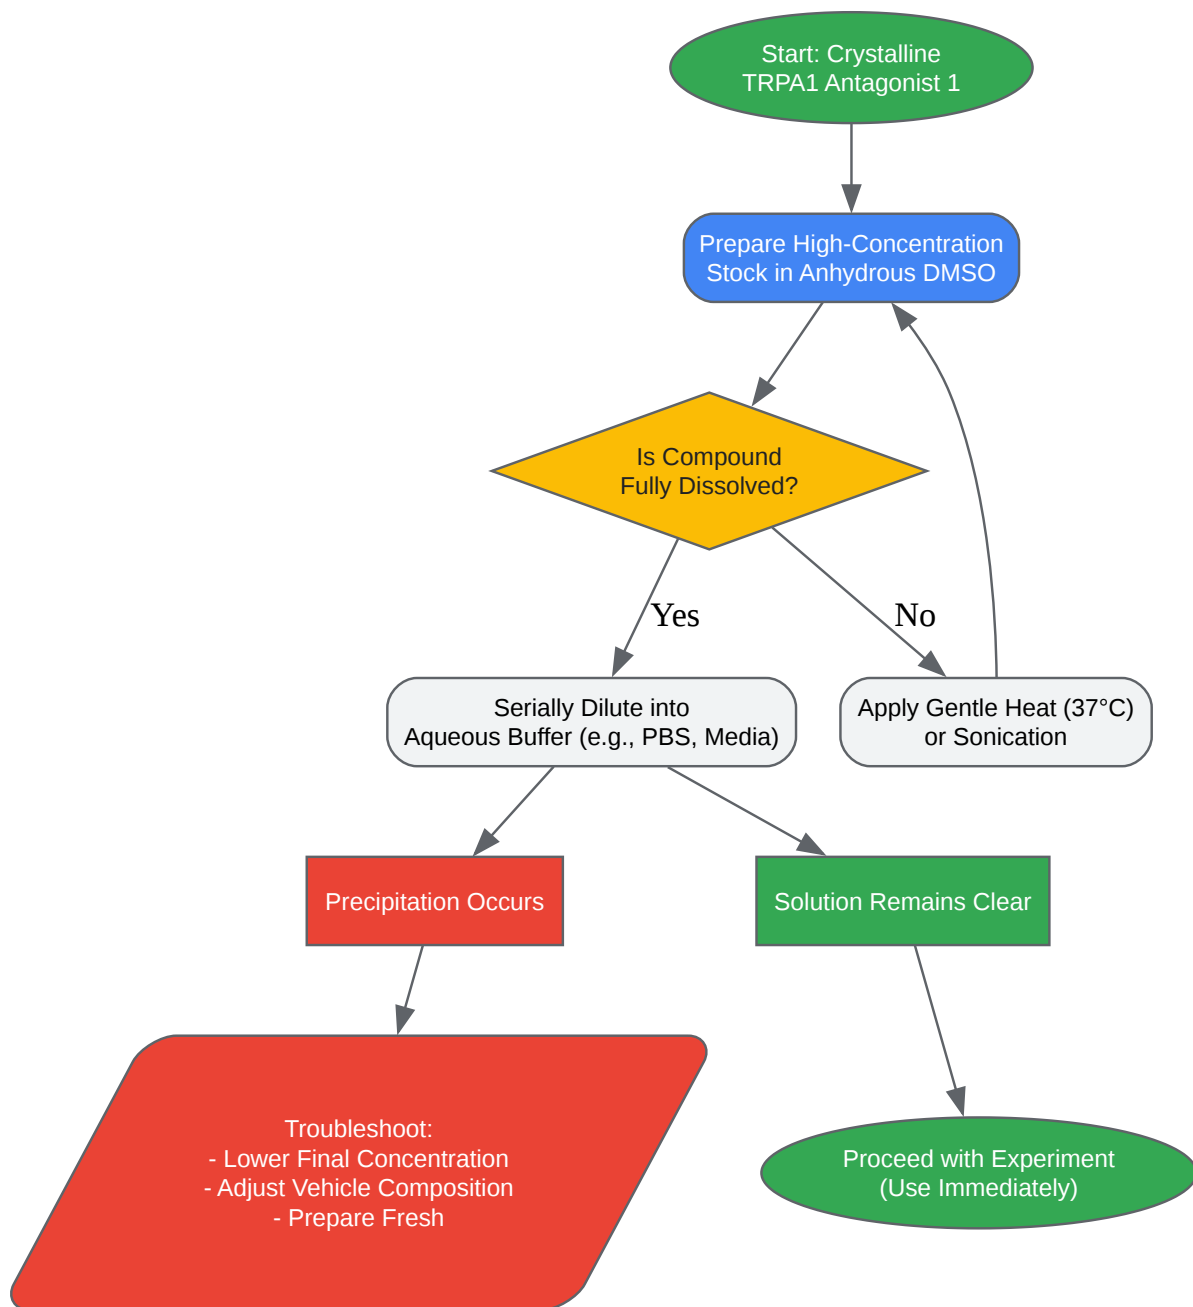 Start: Crystalline
TRPA1 Antagonist 1
Prepare High-Concentration
Stock in Anhydrous DMSO
Is Compound
Fully Dissolved?
Yes
No
Serially Dilute into
Aqueous Buffer (e.g., PBS, Media)
Apply Gentle Heat (37°C)
or Sonication
Precipitation Occurs
Solution Remains Clear
Troubleshoot:
- Lower Final Concentration
- Adjust Vehicle Composition
- Prepare Fresh
Proceed with Experiment
(Use Immediately)